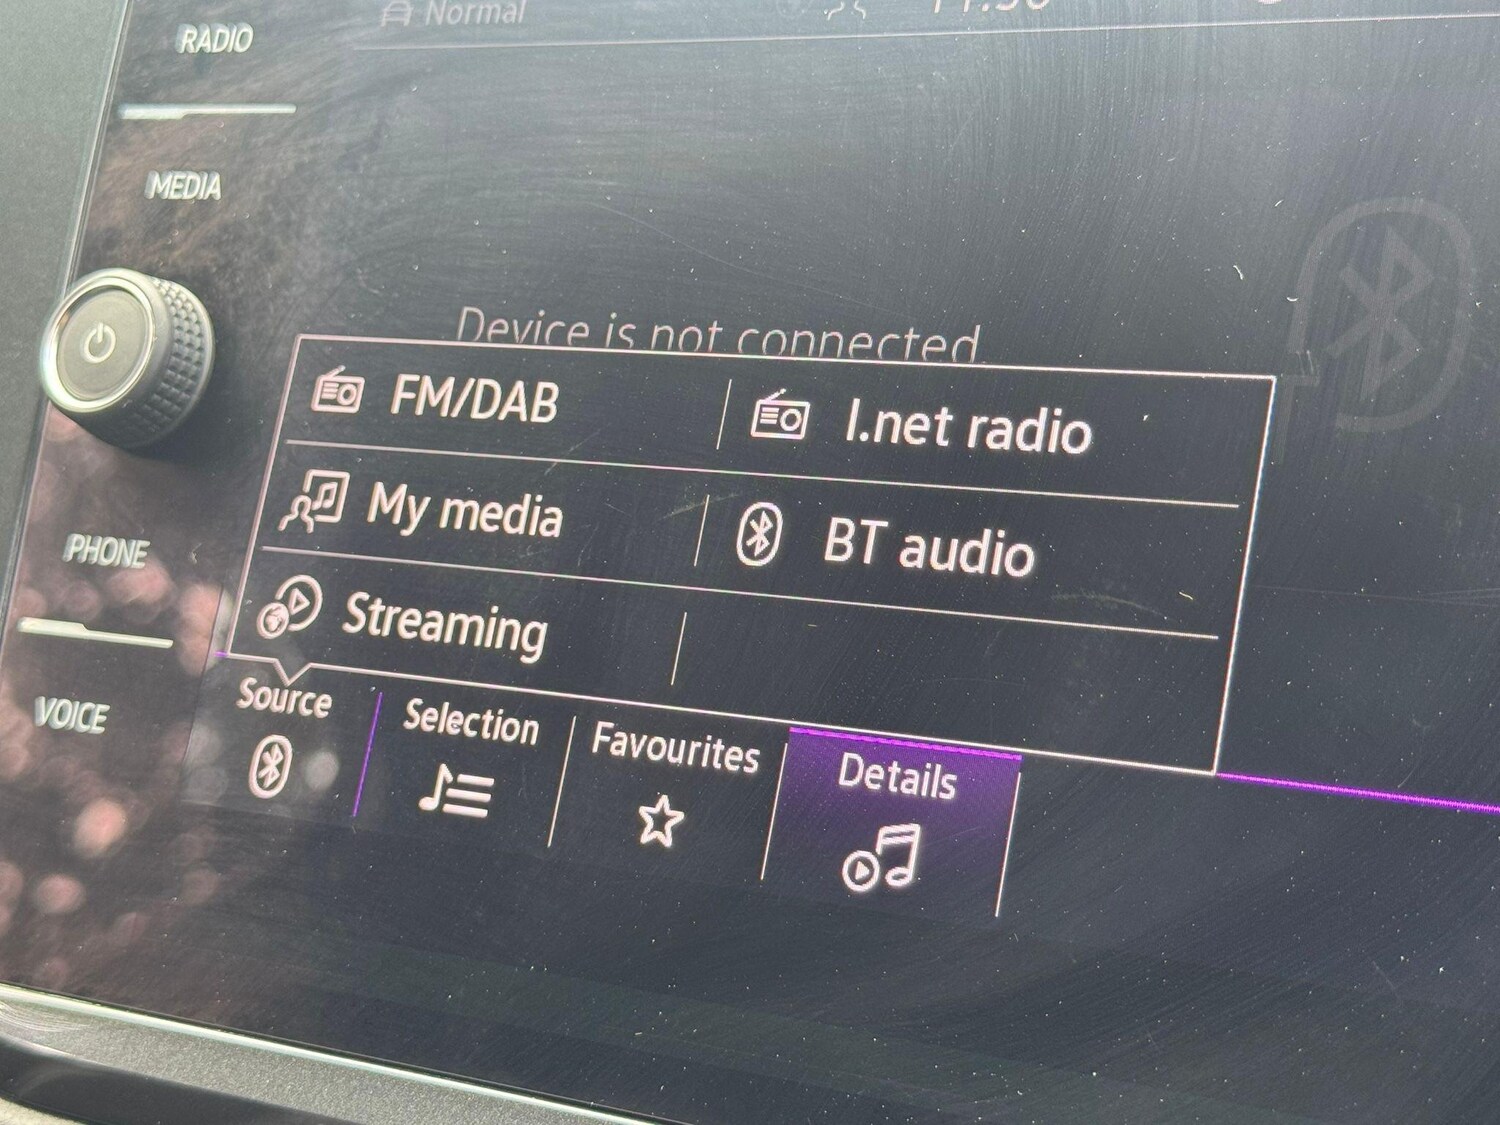 RADIO
Normal
MEDIA
Device is not connected.
FM/DAB
I.net radio
My media
BT audio
Streaming
PHONE
VOICE
Source
Selection
Favourites
Details